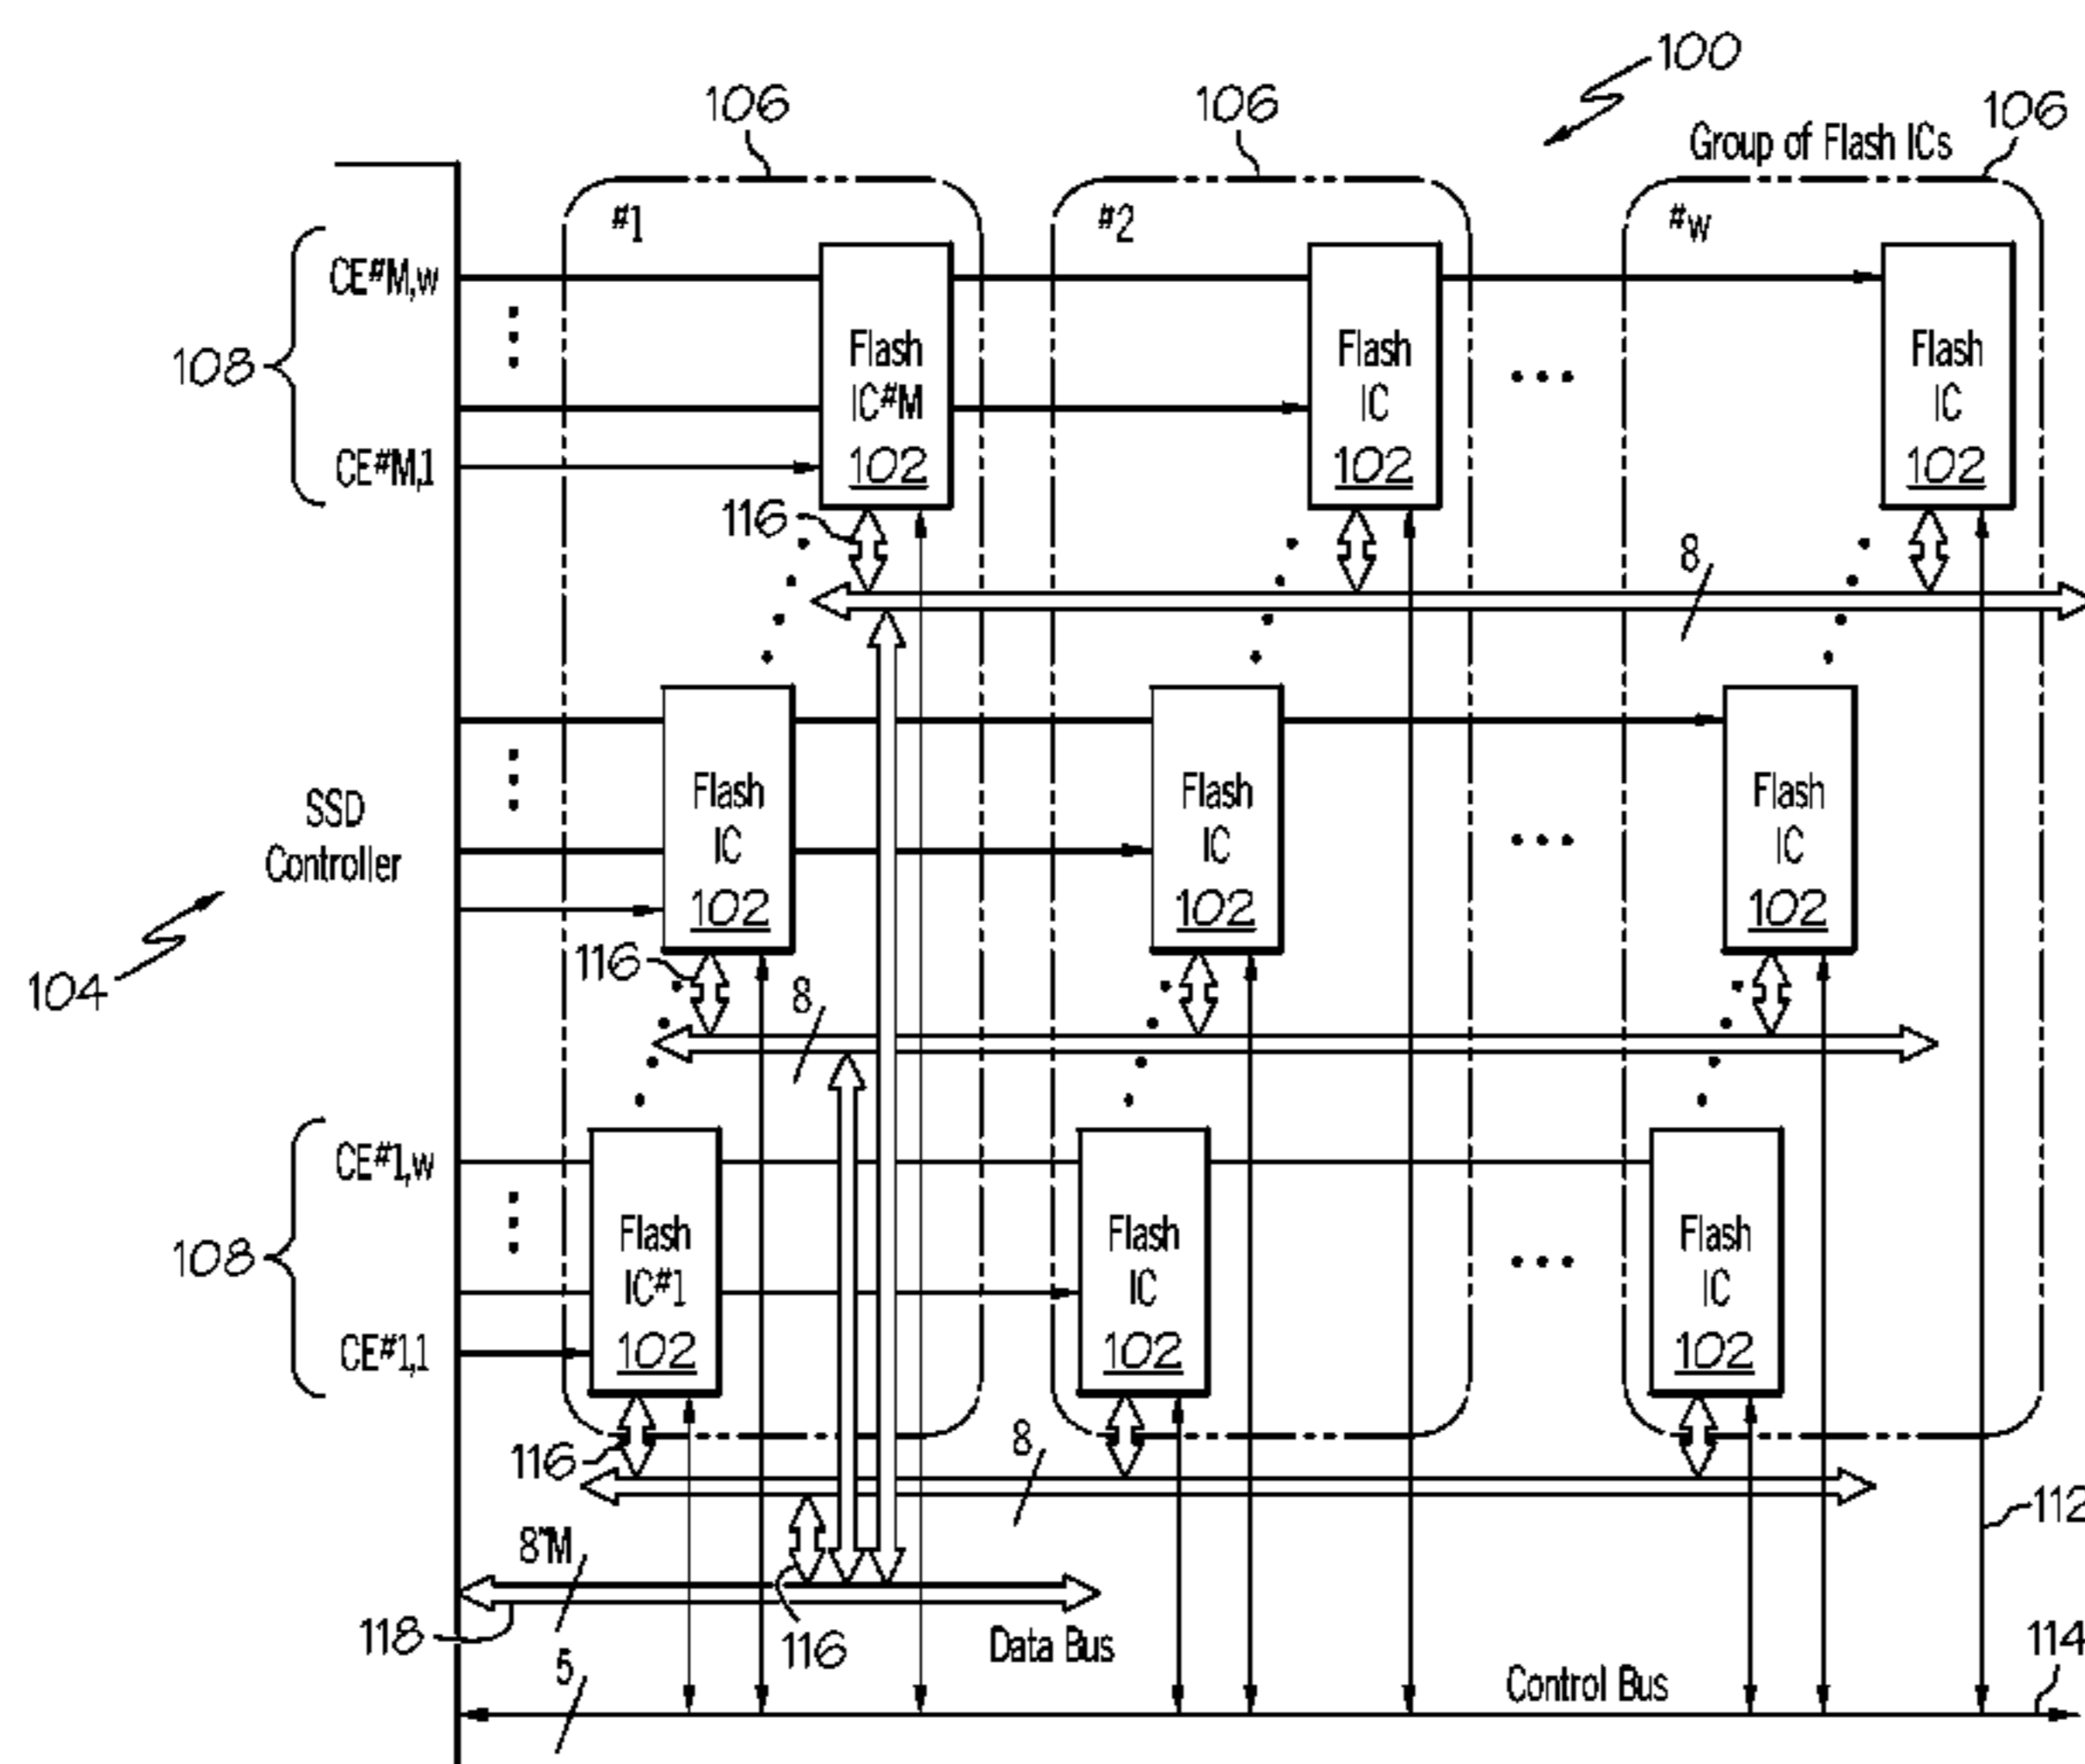 100
106
106
106
Group of Flash ICs
#1
#2
#w
CE#M,w
108
Flash
IC#M
102
Flash
IC
102
Flash
IC
102
CE#M,1
116
8
SSD
Controller
104
Flash
IC
102
Flash
IC
102
Flash
IC
102
116
8
CE#1,w
108
CE#1,1
Flash
IC#1
102
Flash
IC
102
Flash
IC
102
116
8
112
8*M
118
116
Data Bus
5
Control Bus
114